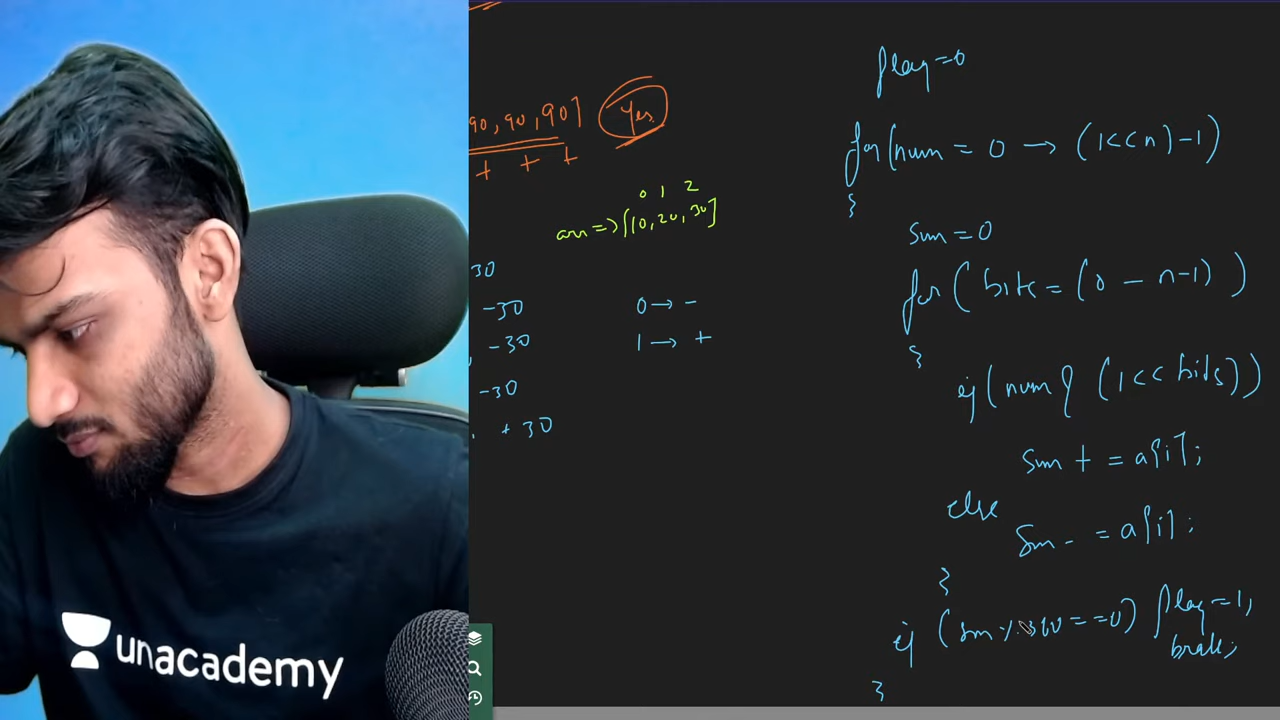 90, 90, 90] Yes
+ + +
0 1 2
arr => [10, 20, 30]
30
-30
, -30
-30
. +30
0 → -
1 → +
flag = 0
for (num = 0 → (1<<n)-1)
{
sum = 0
for (bits = (0 - n-1))
{
if (num & (1<<bits))
sum + = a[i];
else
sum - = a[i];
}
if (sum % 360 == 0) flag = 1,
break;
}
unacademy